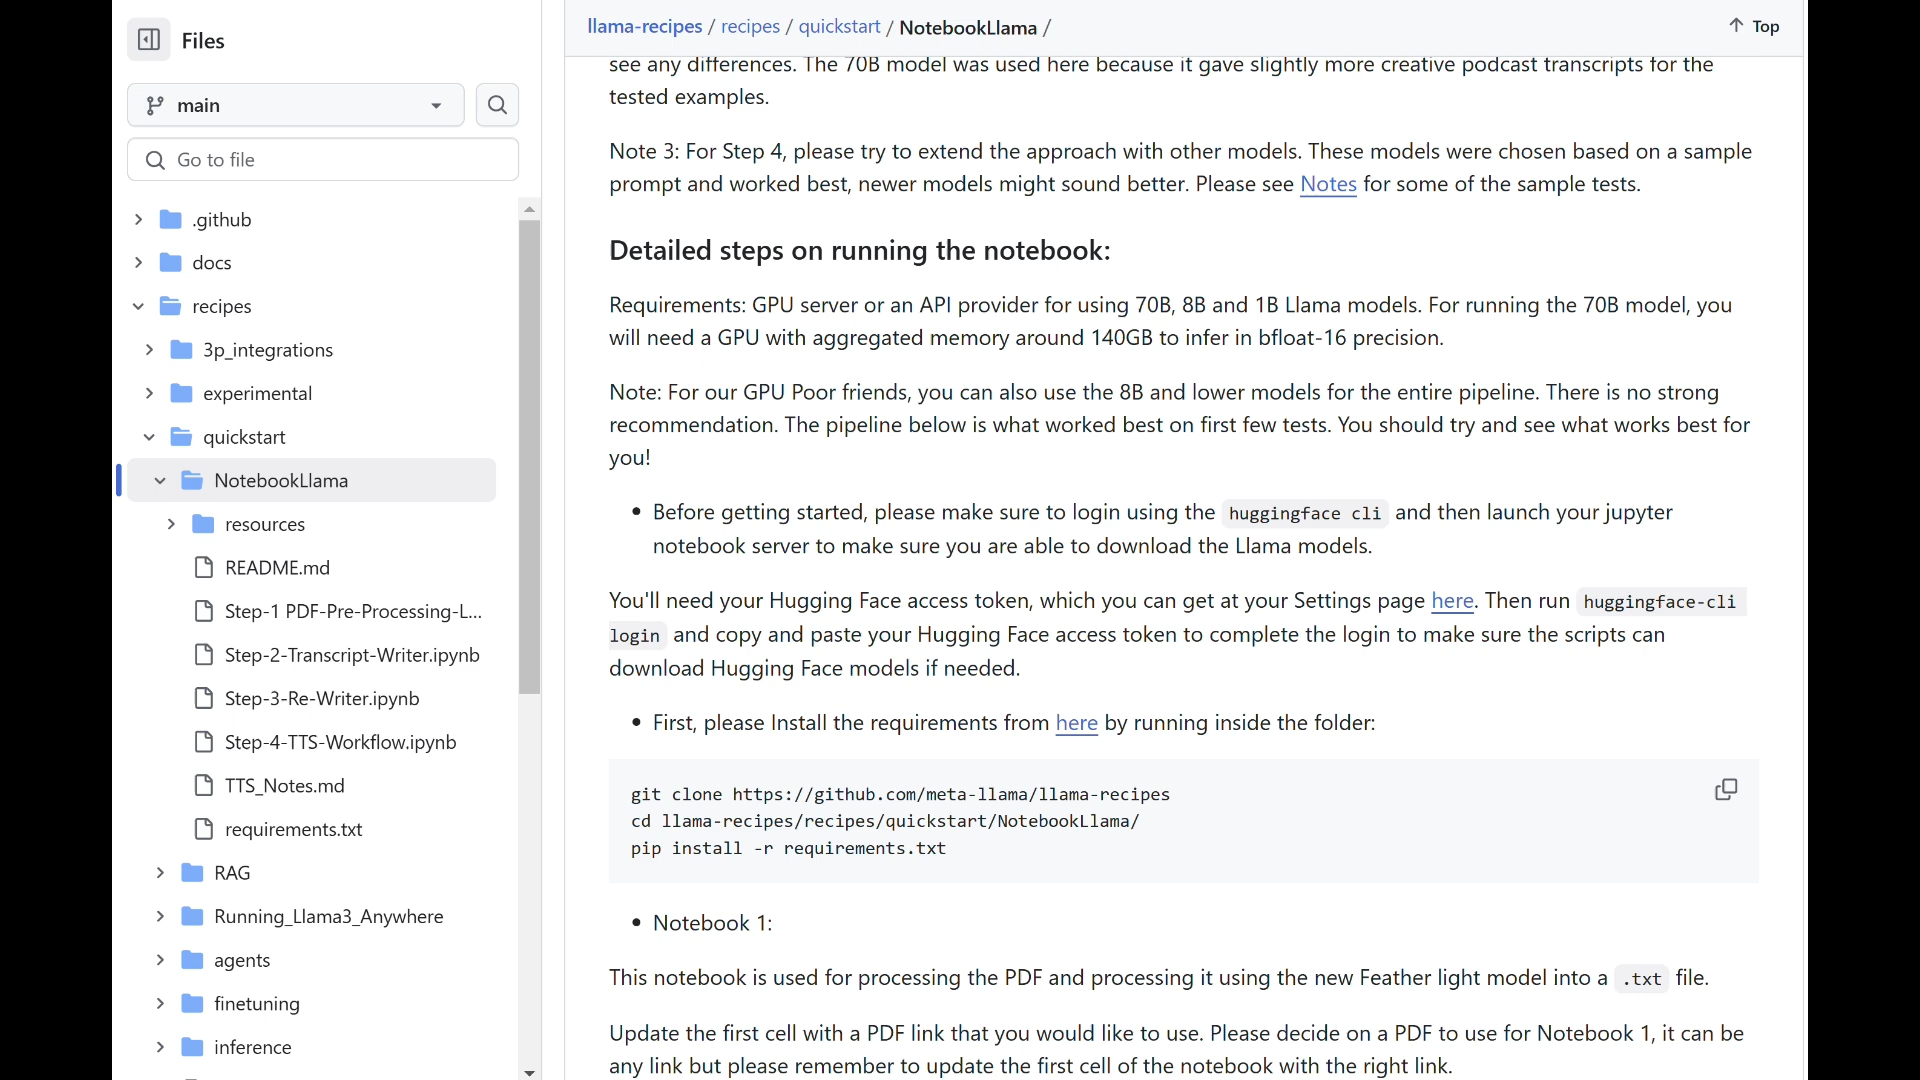 Files
main
Go to file
.github
docs
recipes
3p_integrations
experimental
quickstart
NotebookLlama
resources
README.md
Step-1 PDF-Pre-Processing-L...
Step-2-Transcript-Writer.ipynb
Step-3-Re-Writer.ipynb
Step-4-TTS-Workflow.ipynb
TTS_Notes.md
requirements.txt
RAG
Running_Llama3_Anywhere
agents
finetuning
inference
llama-recipes / recipes / quickstart / NotebookLlama /
Top
see any differences. The 70B model was used here because it gave slightly more creative podcast transcripts for the
tested examples.
Note 3: For Step 4, please try to extend the approach with other models. These models were chosen based on a sample
prompt and worked best, newer models might sound better. Please see Notes for some of the sample tests.
Detailed steps on running the notebook:
Requirements: GPU server or an API provider for using 70B, 8B and 1B Llama models. For running the 70B model, you
will need a GPU with aggregated memory around 140GB to infer in bfloat-16 precision.
Note: For our GPU Poor friends, you can also use the 8B and lower models for the entire pipeline. There is no strong
recommendation. The pipeline below is what worked best on first few tests. You should try and see what works best for
you!
• Before getting started, please make sure to login using the huggingface cli and then launch your jupyter
notebook server to make sure you are able to download the Llama models.
You'll need your Hugging Face access token, which you can get at your Settings page here. Then run huggingface-cli
login and copy and paste your Hugging Face access token to complete the login to make sure the scripts can
download Hugging Face models if needed.
• First, please Install the requirements from here by running inside the folder:
git clone https://github.com/meta-llama/llama-recipes
cd llama-recipes/recipes/quickstart/NotebookLlama/
pip install -r requirements.txt
• Notebook 1:
This notebook is used for processing the PDF and processing it using the new Feather light model into a .txt file.
Update the first cell with a PDF link that you would like to use. Please decide on a PDF to use for Notebook 1, it can be
any link but please remember to update the first cell of the notebook with the right link.